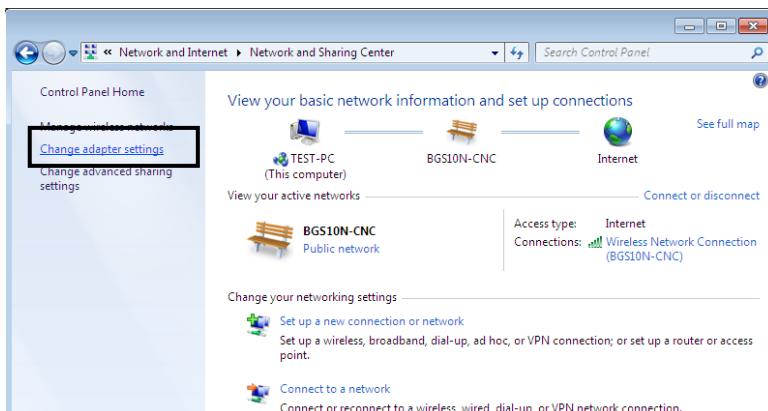 « Network and Internet ▸ Network and Sharing Center
Search Control Panel
Control Panel Home
Manage wireless networks
Change adapter settings
Change advanced sharing
settings
View your basic network information and set up connections
See full map
TEST-PC
(This computer)
BGS10N-CNC
Internet
View your active networks
Connect or disconnect
BGS10N-CNC
Public network
Access type: Internet
Connections: Wireless Network Connection
(BGS10N-CNC)
Change your networking settings
Set up a new connection or network
Set up a wireless, broadband, dial-up, ad hoc, or VPN connection; or set up a router or access
point.
Connect to a network
Connect or reconnect to a wireless, wired, dial-up, or VPN network connection.